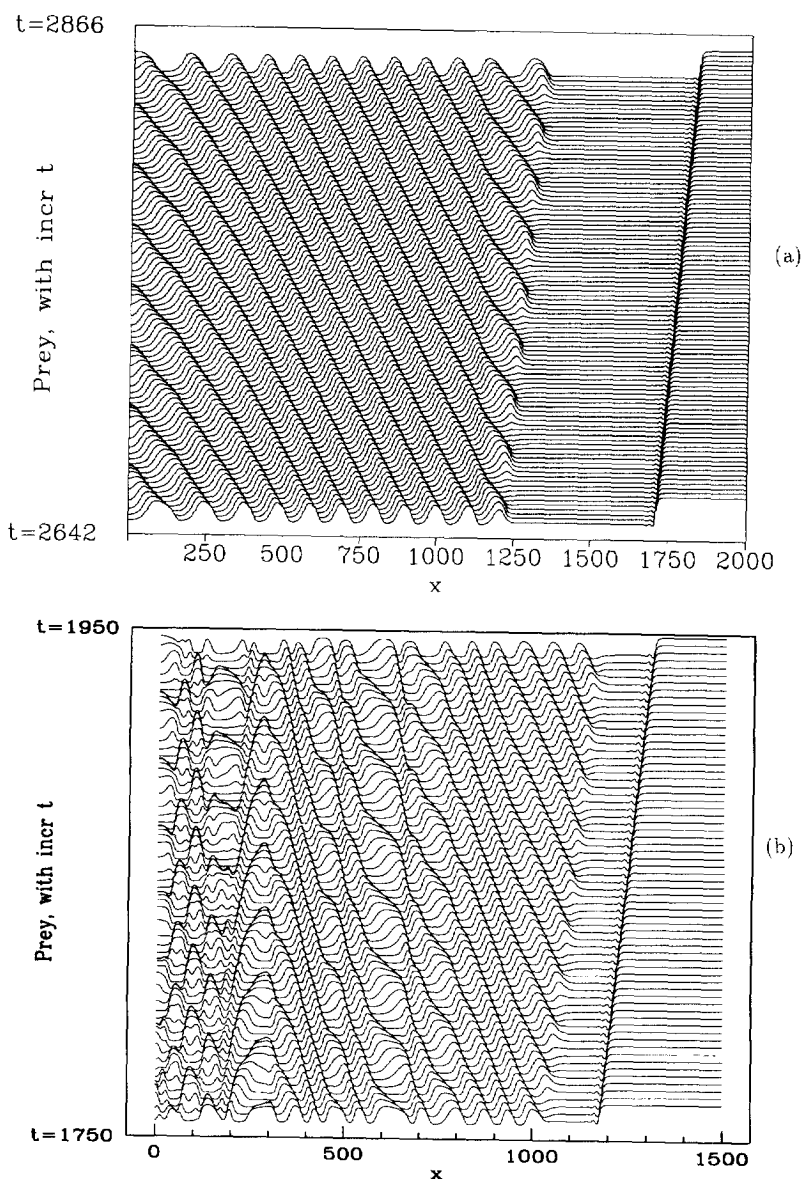 t=2866
Prey, with incr t
(a)
t=2642
250 500 750 1000 1250 1500 1750 2000
x
t=1950
Prey, with incr t
(b)
t=1750
0 500 1000 1500
x